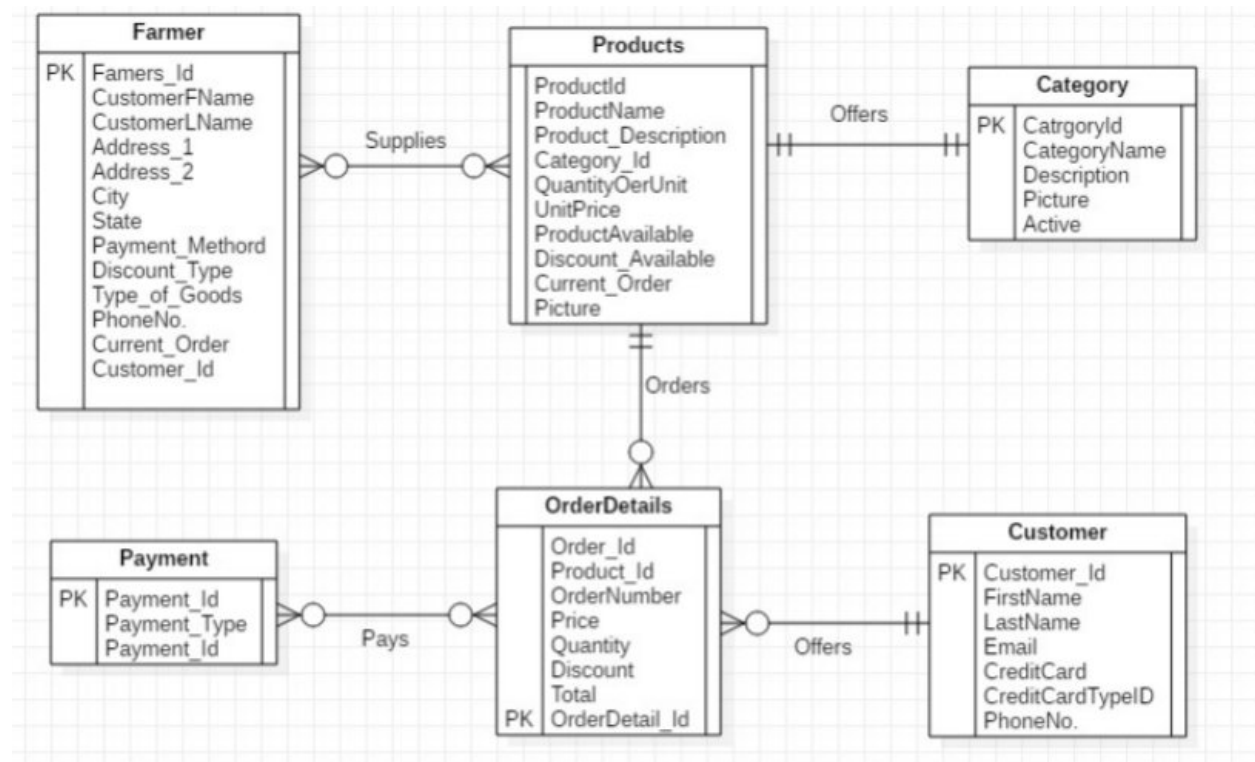 Farmer
PK Famers_Id
CustomerFName
CustomerLName
Address_1
Address_2
City
State
Payment_Methord
Discount_Type
Type_of_Goods
PhoneNo.
Current_Order
Customer_Id
Supplies
Products
ProductId
ProductName
Product_Description
Category_Id
QuantityOerUnit
UnitPrice
ProductAvailable
Discount_Available
Current_Order
Picture
Offers
Category
PK CatrgoryId
CategoryName
Description
Picture
Active
Orders
Payment
PK Payment_Id
Payment_Type
Payment_Id
Pays
OrderDetails
Order_Id
Product_Id
OrderNumber
Price
Quantity
Discount
Total
PK OrderDetail_Id
Offers
Customer
PK Customer_Id
FirstName
LastName
Email
CreditCard
CreditCardTypeID
PhoneNo.